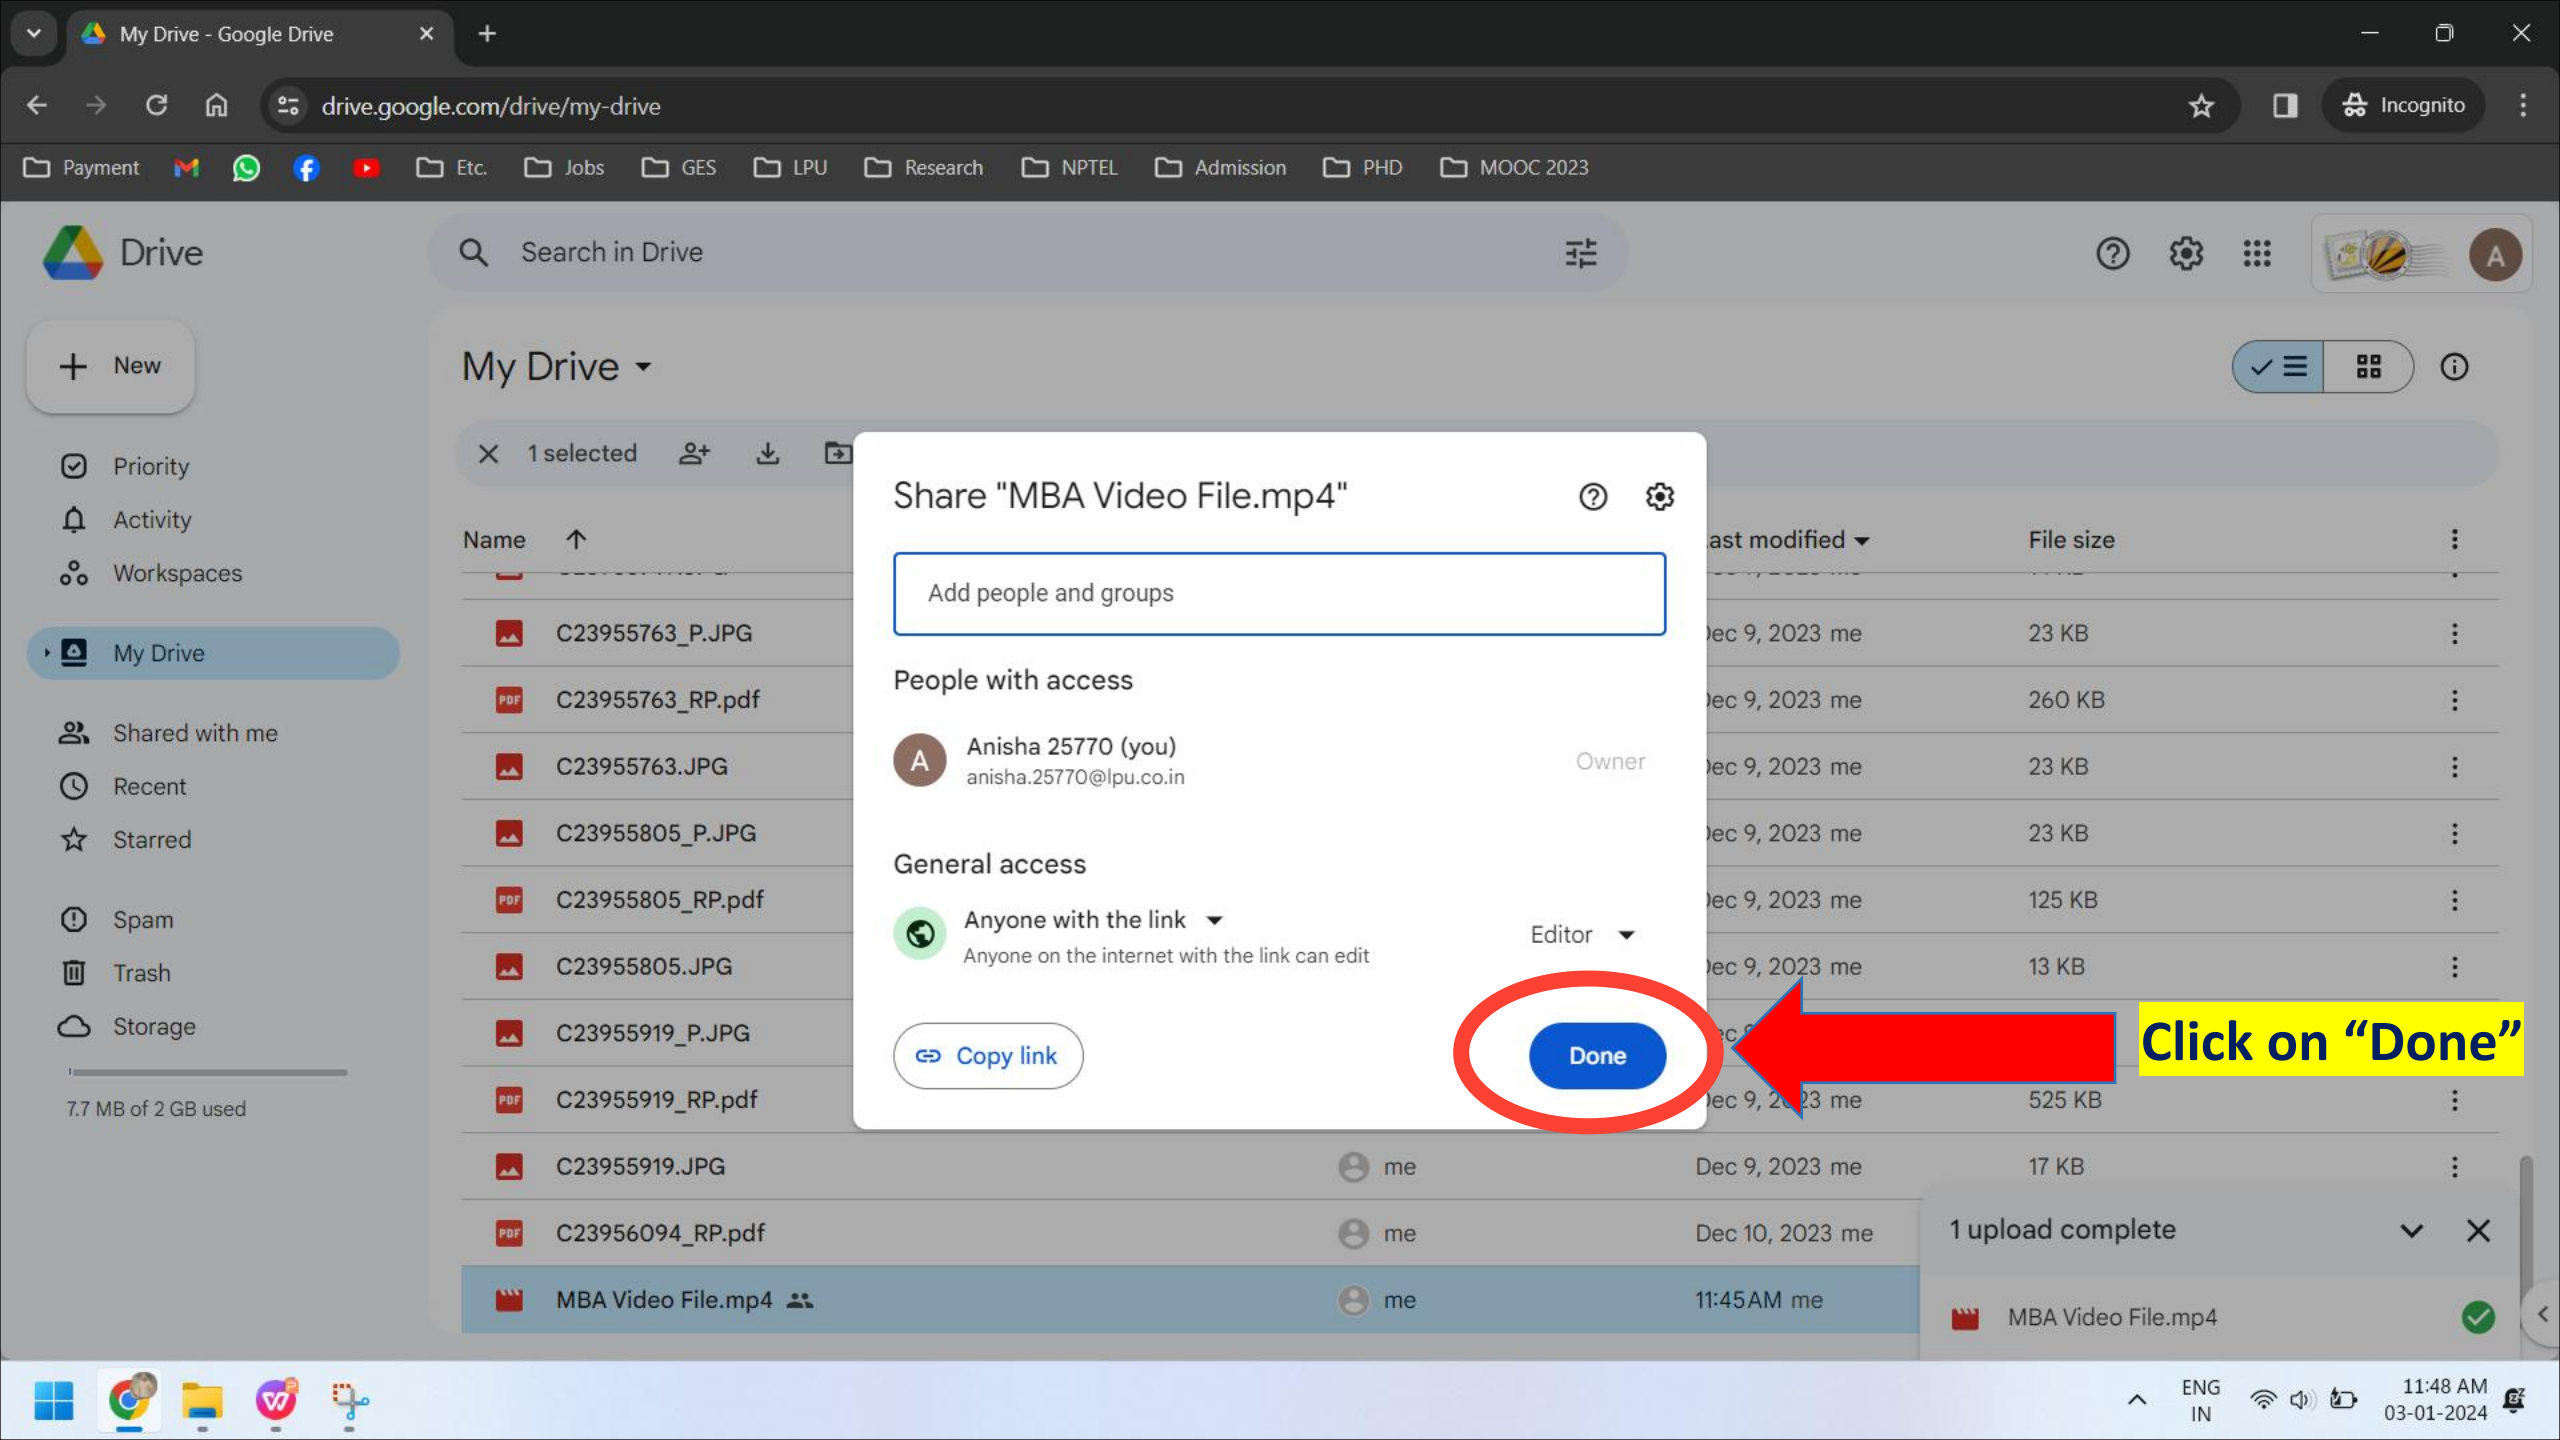 My Drive - Google Drive
drive.google.com/drive/my-drive
Incognito
Payment
Etc.
Jobs
GES
LPU
Research
NPTEL
Admission
PHD
MOOC 2023
Drive
Search in Drive
A
New
My Drive
Priority
Activity
Workspaces
My Drive
Shared with me
Recent
Starred
Spam
Trash
Storage
7.7 MB of 2 GB used
1 selected
Name
ast modified
File size
C23955763_P.JPG
ec 9, 2023 me
23 KB
C23955763_RP.pdf
ec 9, 2023 me
260 KB
C23955763.JPG
ec 9, 2023 me
23 KB
C23955805_P.JPG
ec 9, 2023 me
23 KB
C23955805_RP.pdf
ec 9, 2023 me
125 KB
C23955805.JPG
ec 9, 2023 me
13 KB
C23955919_P.JPG
C23955919_RP.pdf
ec 9, 2023 me
525 KB
C23955919.JPG
me
Dec 9, 2023 me
17 KB
C23956094_RP.pdf
me
Dec 10, 2023 me
MBA Video File.mp4
me
11:45 AM me
Share "MBA Video File.mp4"
Add people and groups
People with access
A
Anisha 25770 (you)
anisha.25770@lpu.co.in
Owner
General access
Anyone with the link
Anyone on the internet with the link can edit
Editor
Copy link
Done
Click on “Done”
1 upload complete
MBA Video File.mp4
ENG
IN
11:48 AM
03-01-2024